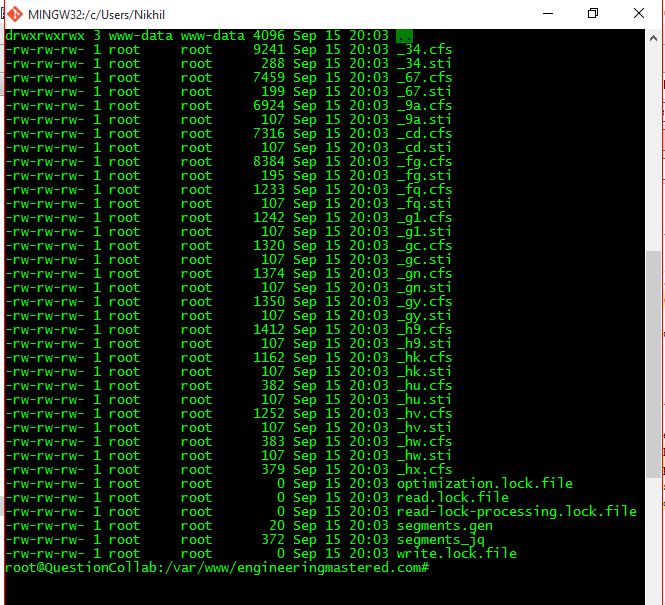 MINGW32:/c/Users/Nikhil
drwxrwxrwx 3 www-data www-data 4096 Sep 15 20:03 ..
-rw-rw-rw- 1 root     root     9241 Sep 15 20:03 _34.cfs
-rw-rw-rw- 1 root     root      288 Sep 15 20:03 _34.sti
-rw-rw-rw- 1 root     root     7459 Sep 15 20:03 _67.cfs
-rw-rw-rw- 1 root     root      199 Sep 15 20:03 _67.sti
-rw-rw-rw- 1 root     root     6924 Sep 15 20:03 _9a.cfs
-rw-rw-rw- 1 root     root      107 Sep 15 20:03 _9a.sti
-rw-rw-rw- 1 root     root     7316 Sep 15 20:03 _cd.cfs
-rw-rw-rw- 1 root     root      107 Sep 15 20:03 _cd.sti
-rw-rw-rw- 1 root     root     8384 Sep 15 20:03 _fg.cfs
-rw-rw-rw- 1 root     root      195 Sep 15 20:03 _fg.sti
-rw-rw-rw- 1 root     root     1233 Sep 15 20:03 _fq.cfs
-rw-rw-rw- 1 root     root      107 Sep 15 20:03 _fq.sti
-rw-rw-rw- 1 root     root     1242 Sep 15 20:03 _g1.cfs
-rw-rw-rw- 1 root     root      107 Sep 15 20:03 _g1.sti
-rw-rw-rw- 1 root     root     1320 Sep 15 20:03 _gc.cfs
-rw-rw-rw- 1 root     root      107 Sep 15 20:03 _gc.sti
-rw-rw-rw- 1 root     root     1374 Sep 15 20:03 _gn.cfs
-rw-rw-rw- 1 root     root      107 Sep 15 20:03 _gn.sti
-rw-rw-rw- 1 root     root     1350 Sep 15 20:03 _gy.cfs
-rw-rw-rw- 1 root     root      107 Sep 15 20:03 _gy.sti
-rw-rw-rw- 1 root     root     1412 Sep 15 20:03 _h9.cfs
-rw-rw-rw- 1 root     root      107 Sep 15 20:03 _h9.sti
-rw-rw-rw- 1 root     root     1162 Sep 15 20:03 _hk.cfs
-rw-rw-rw- 1 root     root      107 Sep 15 20:03 _hk.sti
-rw-rw-rw- 1 root     root      382 Sep 15 20:03 _hu.cfs
-rw-rw-rw- 1 root     root      107 Sep 15 20:03 _hu.sti
-rw-rw-rw- 1 root     root     1252 Sep 15 20:03 _hv.cfs
-rw-rw-rw- 1 root     root      107 Sep 15 20:03 _hv.sti
-rw-rw-rw- 1 root     root      383 Sep 15 20:03 _hw.cfs
-rw-rw-rw- 1 root     root      107 Sep 15 20:03 _hw.sti
-rw-rw-rw- 1 root     root      379 Sep 15 20:03 _hx.cfs
-rw-rw-rw- 1 root     root        0 Sep 15 20:03 optimization.lock.file
-rw-rw-rw- 1 root     root        0 Sep 15 20:03 read.lock.file
-rw-rw-rw- 1 root     root        0 Sep 15 20:03 read-lock-processing.lock.file
-rw-rw-rw- 1 root     root       20 Sep 15 20:03 segments.gen
-rw-rw-rw- 1 root     root      372 Sep 15 20:03 segments_jq
-rw-rw-rw- 1 root     root        0 Sep 15 20:03 write.lock.file
root@QuestionCollab:/var/www/engineeringmastered.com#